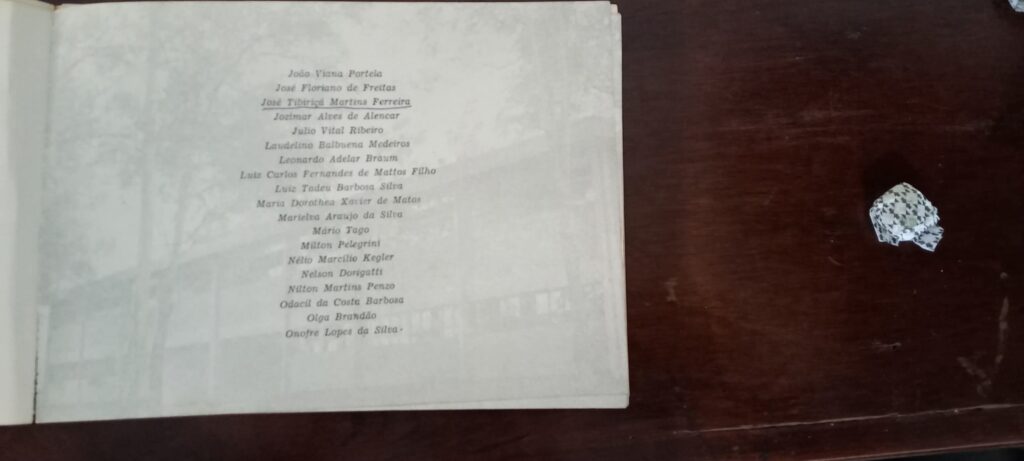 João Viana Portela
José Floriano de Freitas
José Tibiriçá Martins Ferreira
Jozimar Alves de Alencar
Julio Vital Ribeiro
Laudelino Balbuena Medeiros
Leonardo Adelar Braum
Luiz Carlos Fernandes de Mattos Filho
Luiz Tadeu Barbosa Silva
Maria Dorothea Xavier de Matos
Marielva Araujo da Silva
Mário Tago
Milton Pelegrini
Nélio Marcilio Kegler
Nelson Dorigatti
Nilton Martins Penzo
Odacil da Costa Barbosa
Olga Brandão
Onofre Lopes da Silva